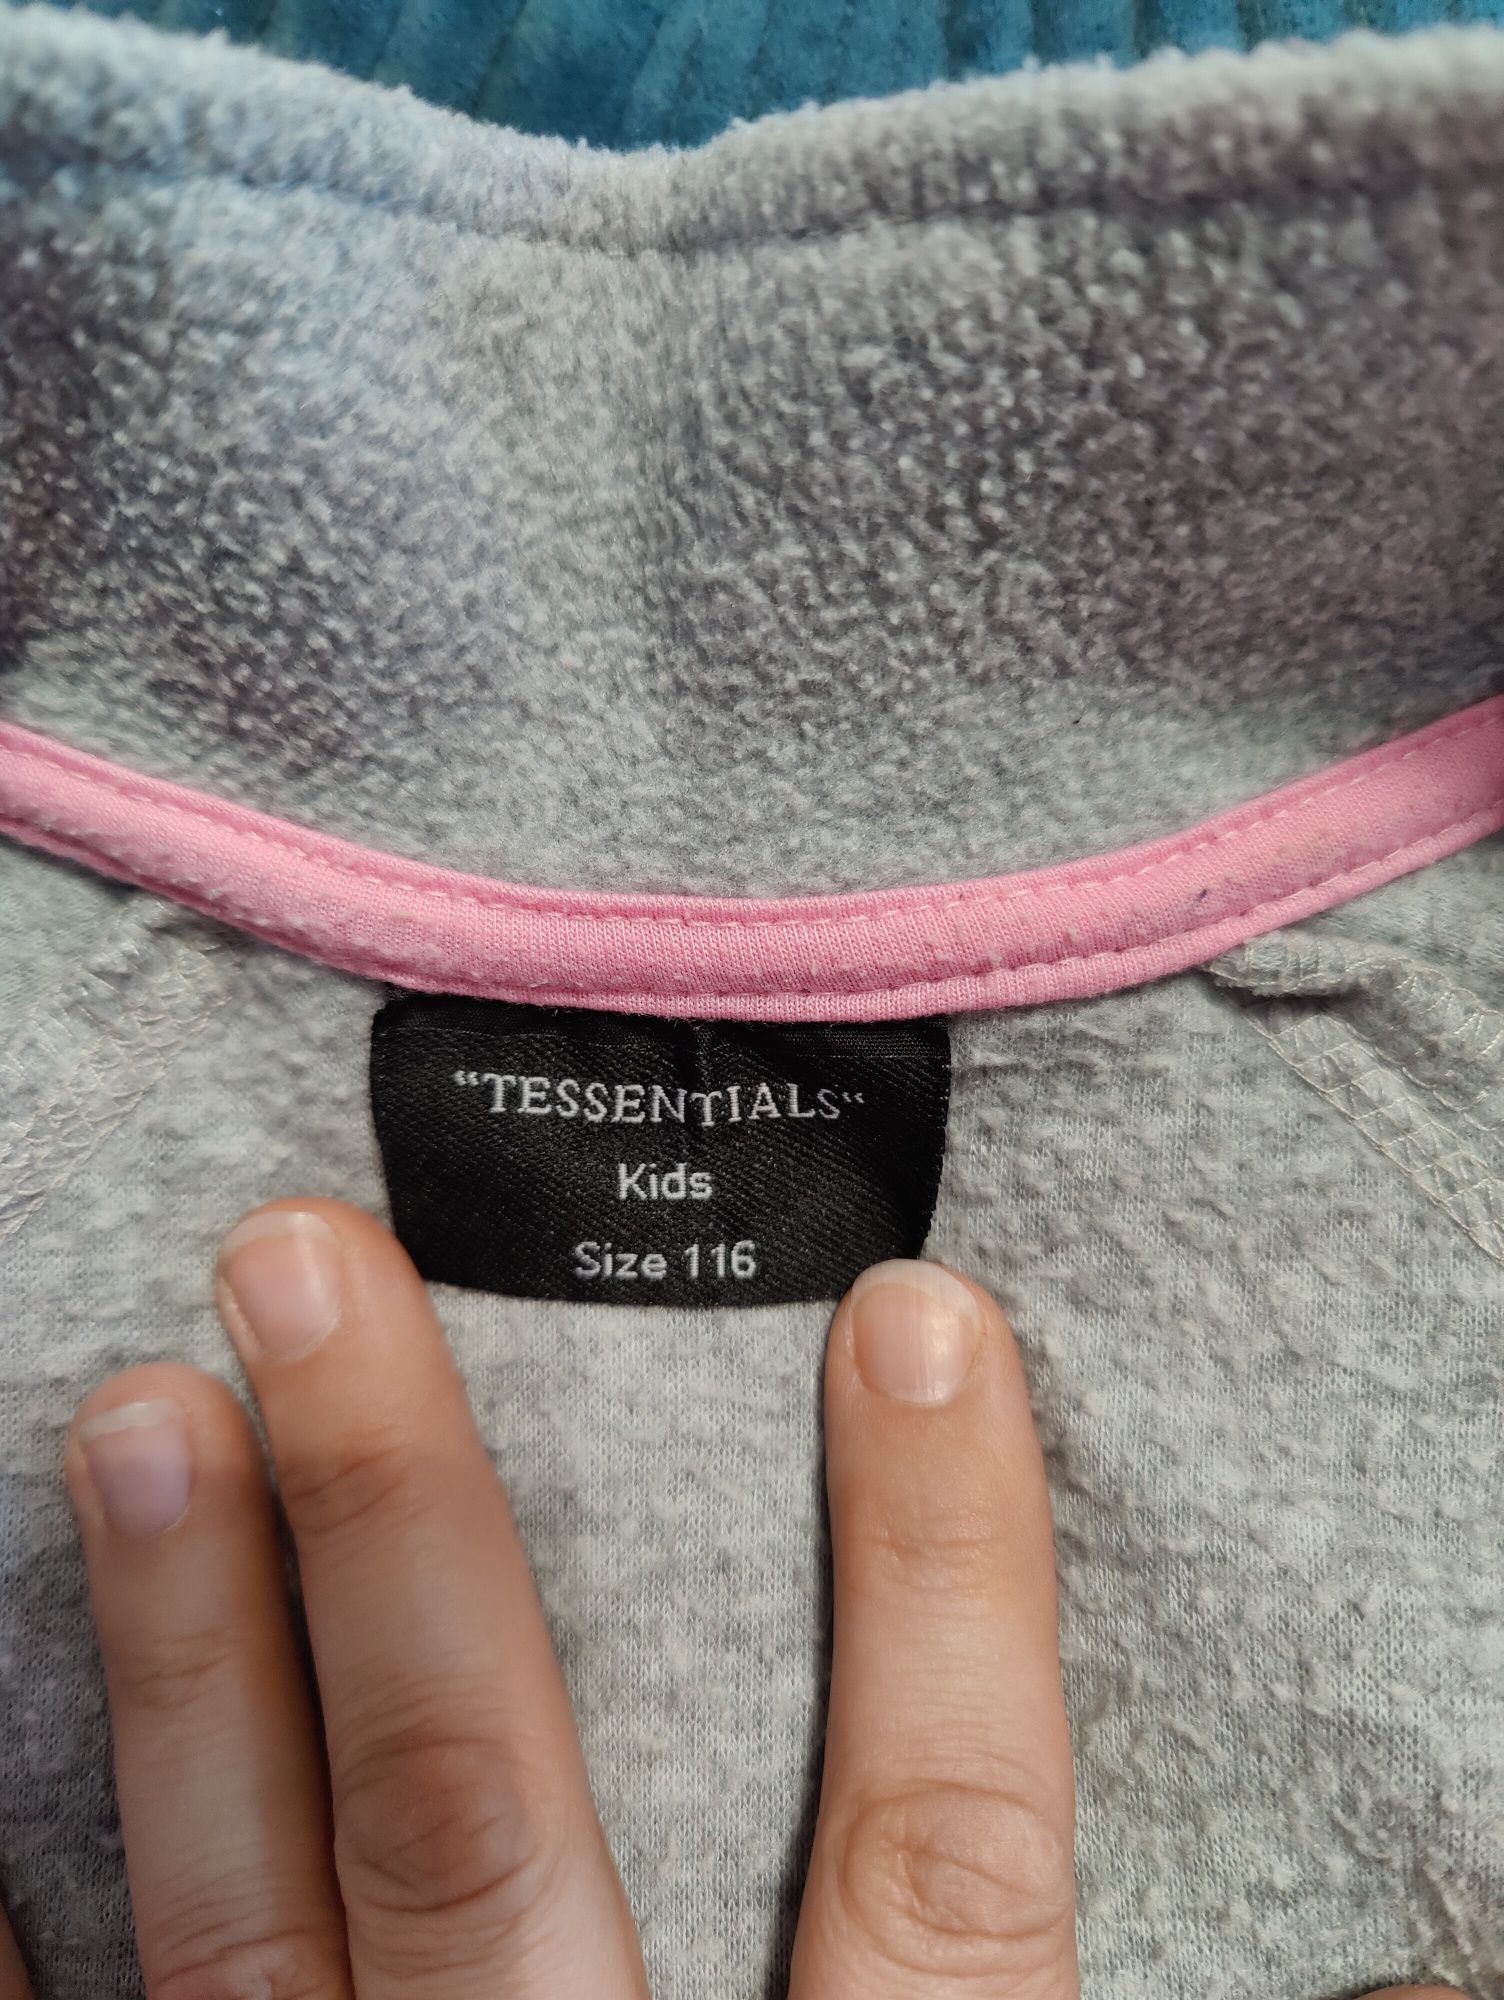 “TESSENTIALS“
Kids
Size 116